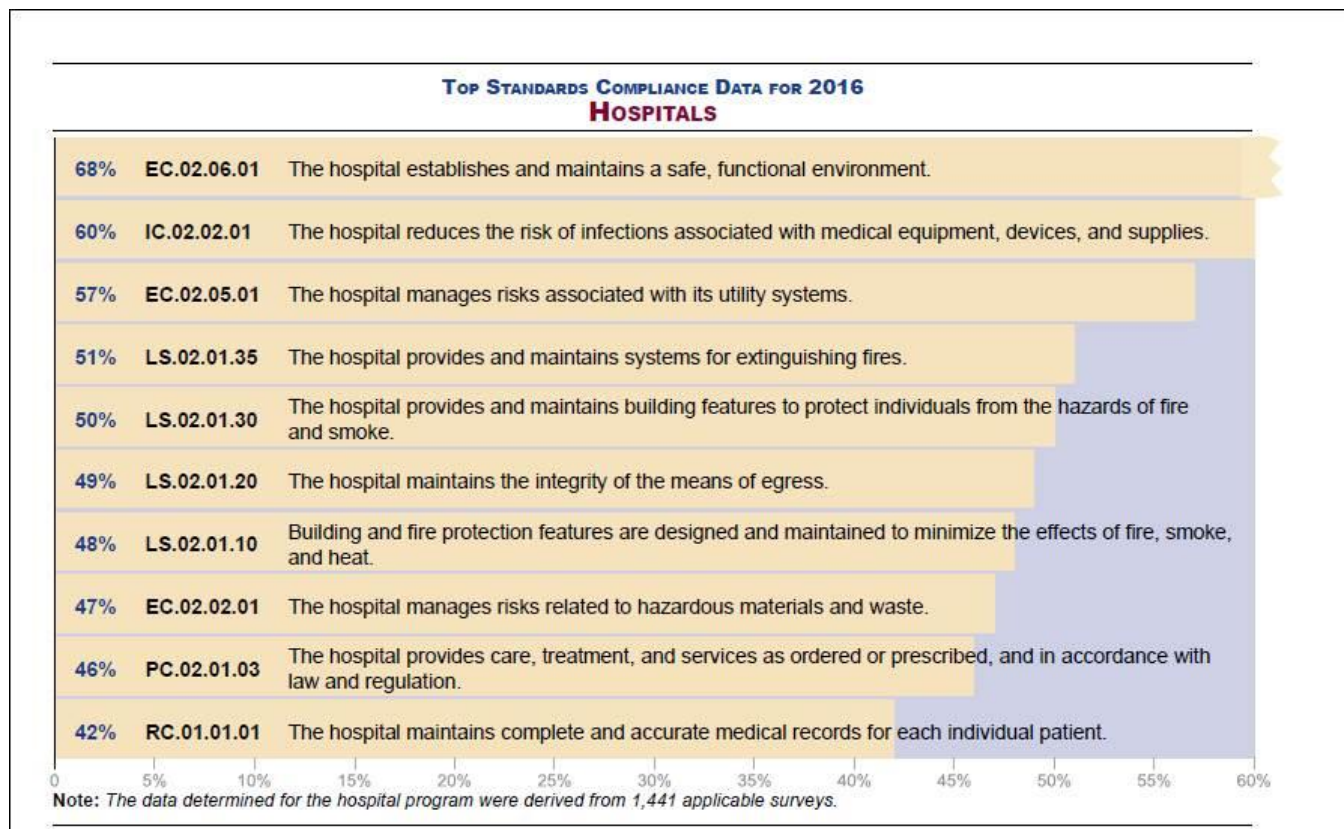 TOP STANDARDS COMPLIANCE DATA FOR 2016
HOSPITALS
68% EC.02.06.01 The hospital establishes and maintains a safe, functional environment.
60% IC.02.02.01 The hospital reduces the risk of infections associated with medical equipment, devices, and supplies.
57% EC.02.05.01 The hospital manages risks associated with its utility systems.
51% LS.02.01.35 The hospital provides and maintains systems for extinguishing fires.
50% LS.02.01.30 The hospital provides and maintains building features to protect individuals from the hazards of fire
and smoke.
49% LS.02.01.20 The hospital maintains the integrity of the means of egress.
48% LS.02.01.10 Building and fire protection features are designed and maintained to minimize the effects of fire, smoke,
and heat.
47% EC.02.02.01 The hospital manages risks related to hazardous materials and waste.
46% PC.02.01.03 The hospital provides care, treatment, and services as ordered or prescribed, and in accordance with
law and regulation.
42% RC.01.01.01 The hospital maintains complete and accurate medical records for each individual patient.
0 5% 10% 15% 20% 25% 30% 35% 40% 45% 50% 55% 60%
Note: The data determined for the hospital program were derived from 1,441 applicable surveys.